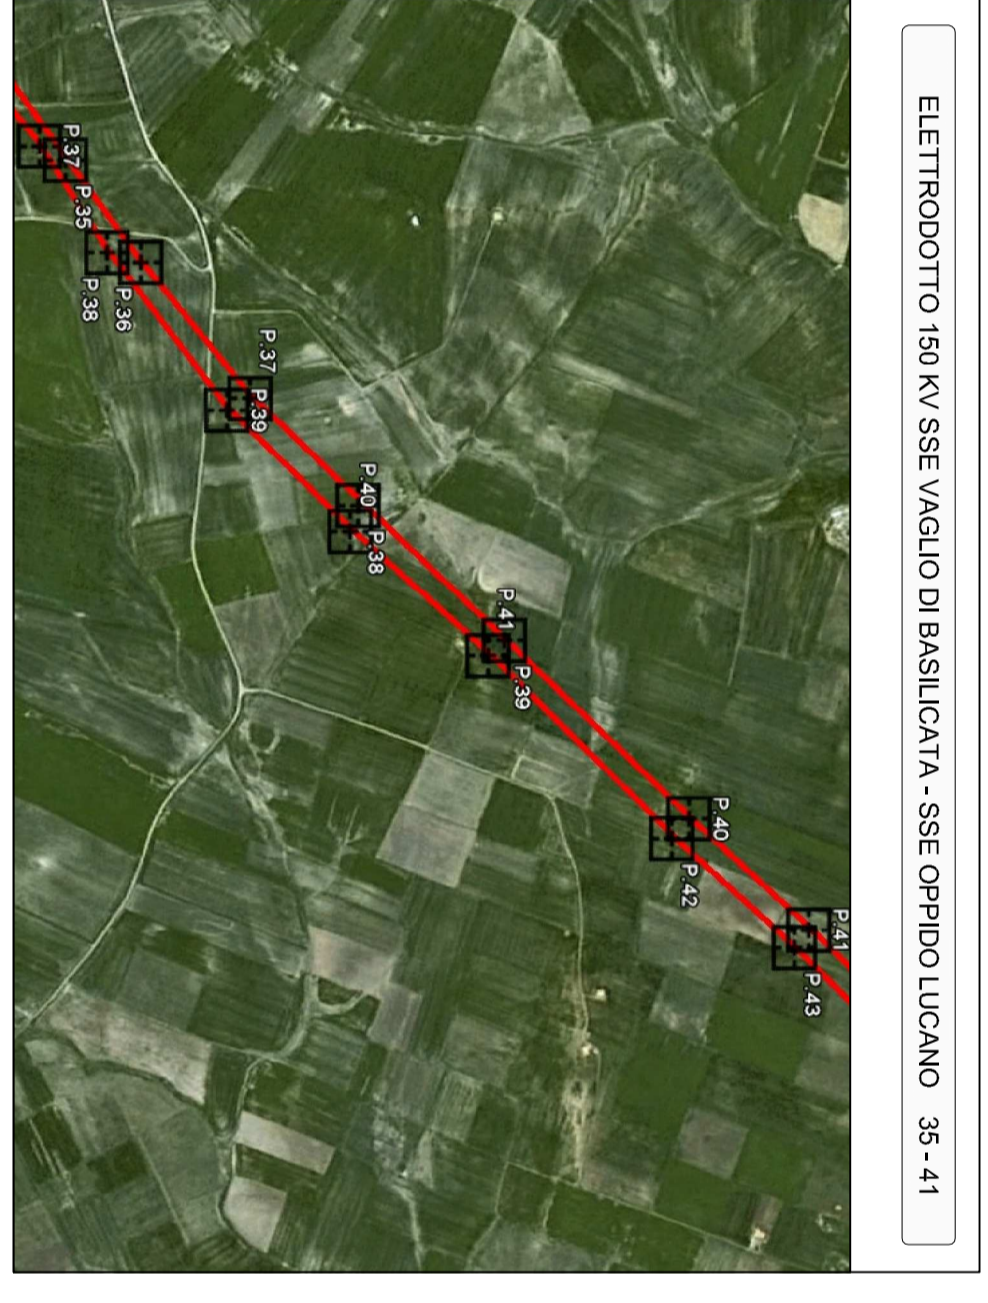 ELETTRODOTTO 150 KV SSE VAGLIO DI BASILICATA - SSE OPPIDO LUCANO 35 - 41
P.37
P.35
P.38
P.36
P.37
P.39
P.40
P.38
P.41
P.39
P.40
P.42
P.41
P.43